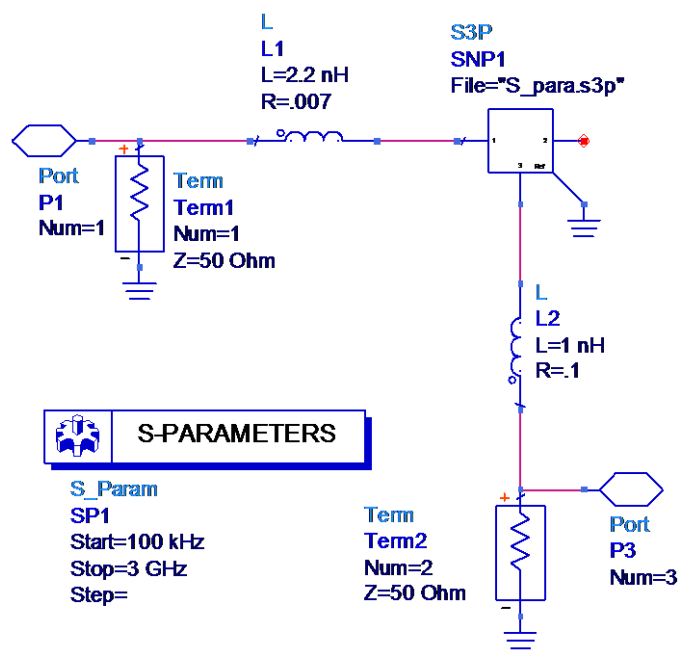 L
L1
L=2.2 nH
R=.007
S3P
SNP1
File="S_para.s3p"
1
2
3
Ref
+
-
Port
P1
Num=1
Term
Term1
Num=1
Z=50 Ohm
L
L2
L=1 nH
R=.1
S-PARAMETERS
S_Param
SP1
Start=100 kHz
Stop=3 GHz
Step=
Term
Term2
Num=2
Z=50 Ohm
+
-
Port
P3
Num=3